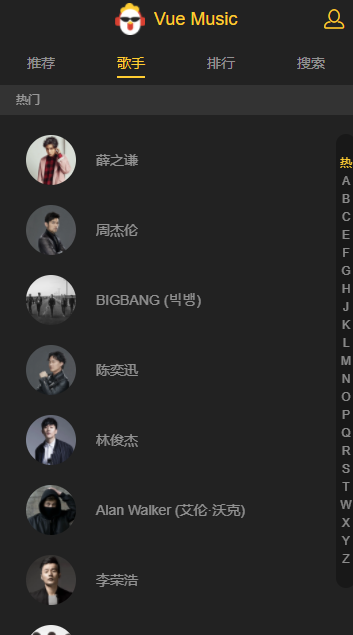 Vue Music
推荐 歌手 排行 搜索
热门
薛之谦
周杰伦
BIGBANG (빅뱅)
陈奕迅
林俊杰
Alan Walker (艾伦·沃克)
李荣浩
热
A
B
C
E
F
G
H
J
K
L
M
N
O
P
Q
R
S
T
W
X
Y
Z